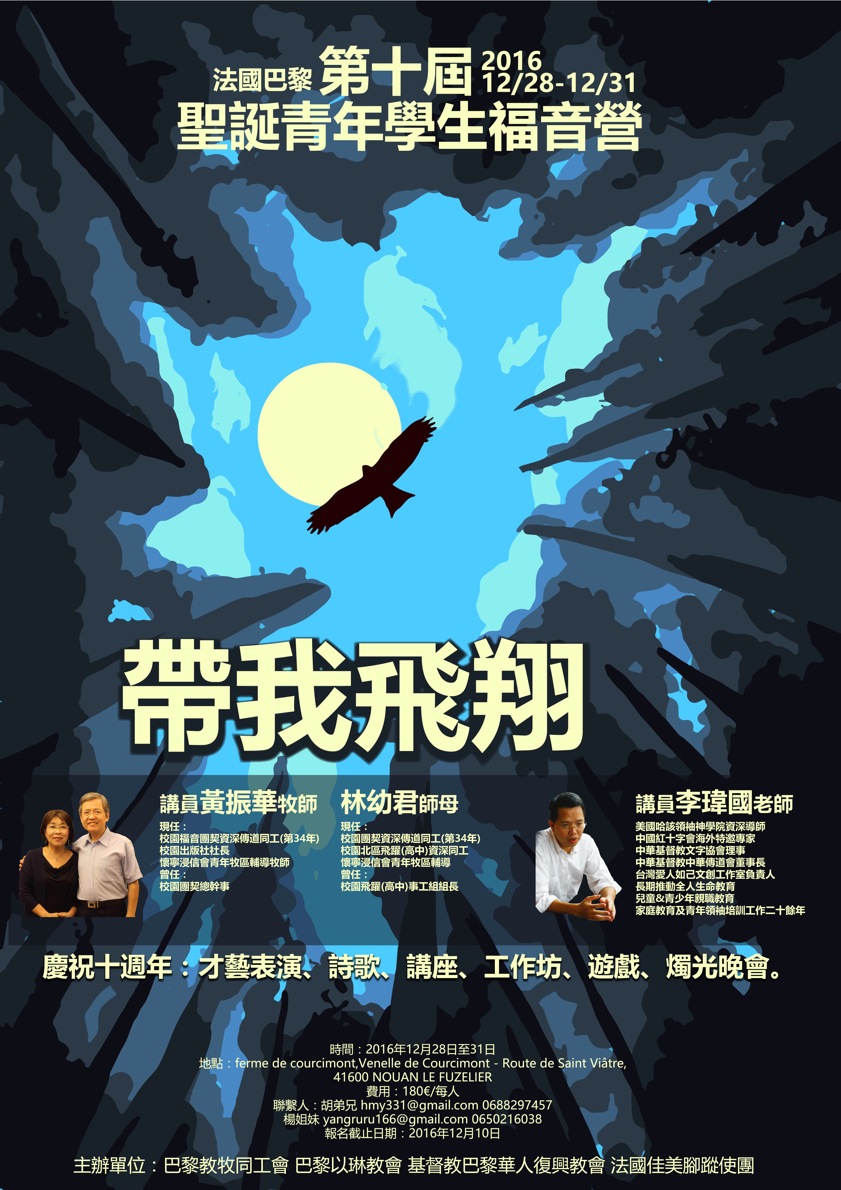 法國巴黎 第十屆 2016
12/28-12/31
聖誕青年學生福音營
帶我飛翔
講員黃振華牧師
現任：
校園福音團契資深傳道同工(第34年)
校園出版社社長
懷寧浸信會青年牧區輔導牧師
曾任：
校園團契總幹事
林幼君師母
現任：
校園團契資深傳道同工(第34年)
校園北區飛躍(高中)資深同工
懷寧浸信會青年牧區輔導
曾任：
校園飛躍(高中)事工組組長
講員李瑋國老師
美國哈該領袖神學院資深導師
中國紅十字會海外特邀專家
中華基督教文字協會理事
中華基督教中華傳道會董事長
台灣愛人如己文創工作室負責人
長期推動全人生命教育
兒童&青少年親職教育
家庭教育及青年領袖培訓工作二十餘年
慶祝十週年：才藝表演、詩歌、講座、工作坊、遊戲、燭光晚會。
時間：2016年12月28日至31日
地點：ferme de courcimont,Venelle de Courcimont - Route de Saint Viâtre,
41600 NOUAN LE FUZELIER
費用：180€/每人
聯繫人：胡弟兄 hmy331@gmail.com 0688297457
楊姐妹 yangruru166@gmail.com 0650216038
報名截止日期：2016年12月10日
主辦單位：巴黎教牧同工會 巴黎以琳教會 基督教巴黎華人復興教會 法國佳美腳蹤使團